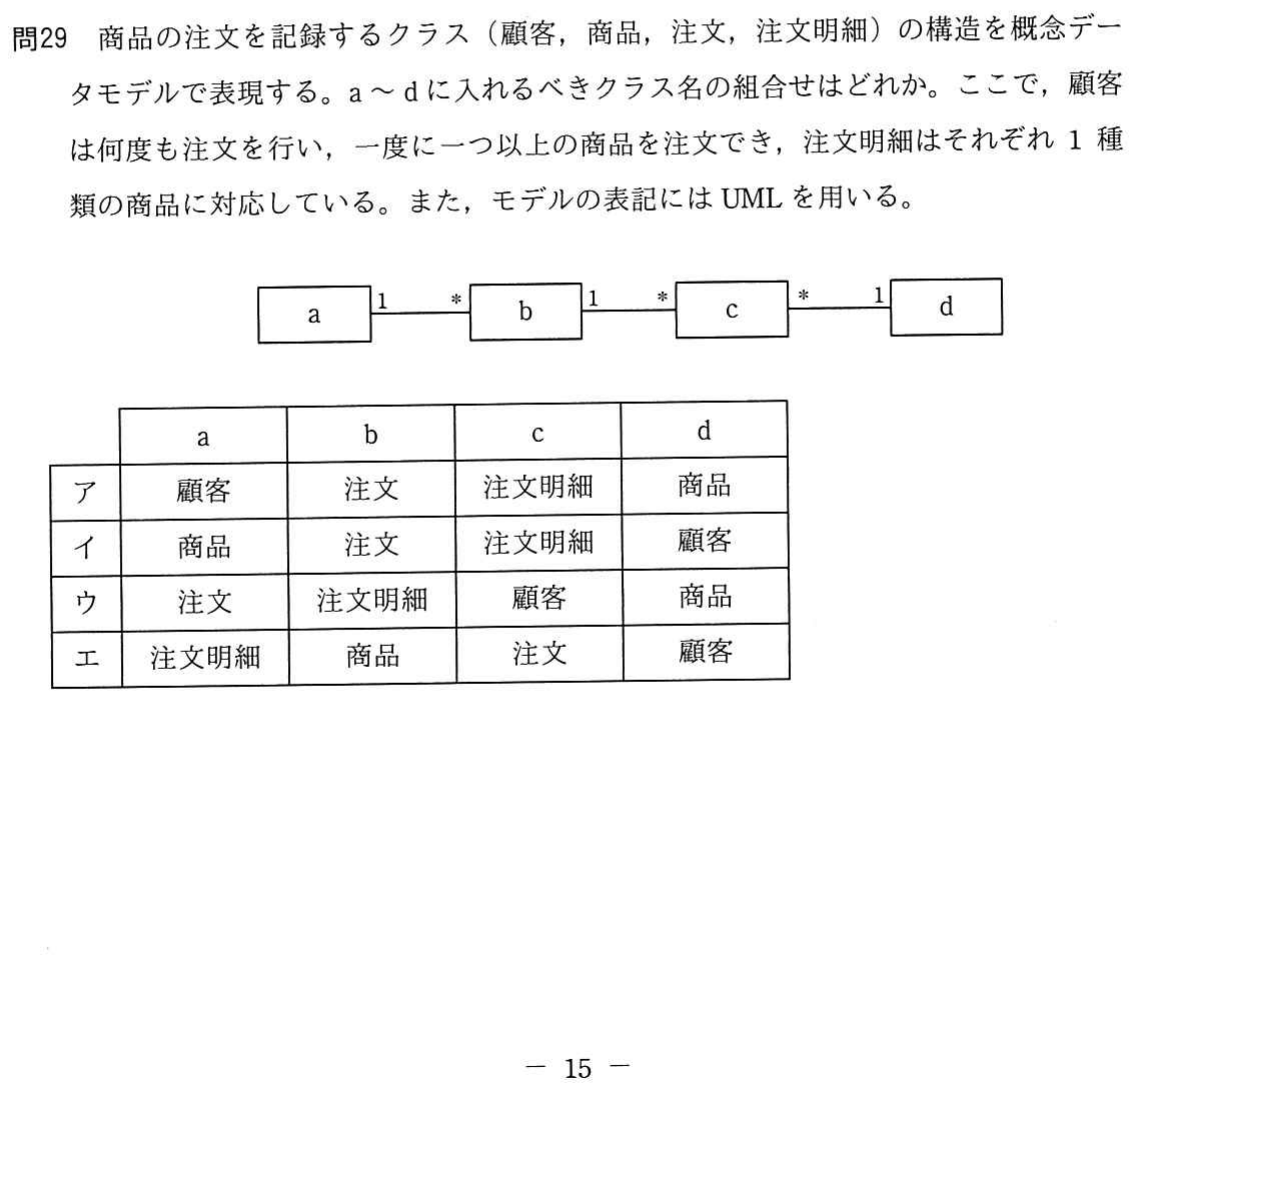 問29 商品の注文を記録するクラス（顧客，商品，注文，注文明細）の構造を概念デー
タモデルで表現する。a～dに入れるべきクラス名の組合せはどれか。ここで，顧客
は何度も注文を行い，一度に一つ以上の商品を注文でき，注文明細はそれぞれ 1 種
類の商品に対応している。また，モデルの表記には UML を用いる。
a 1 * b 1 * c * 1 d
a b c d
ア 顧客 注文 注文明細 商品
イ 商品 注文 注文明細 顧客
ウ 注文 注文明細 顧客 商品
エ 注文明細 商品 注文 顧客
－ 15 －